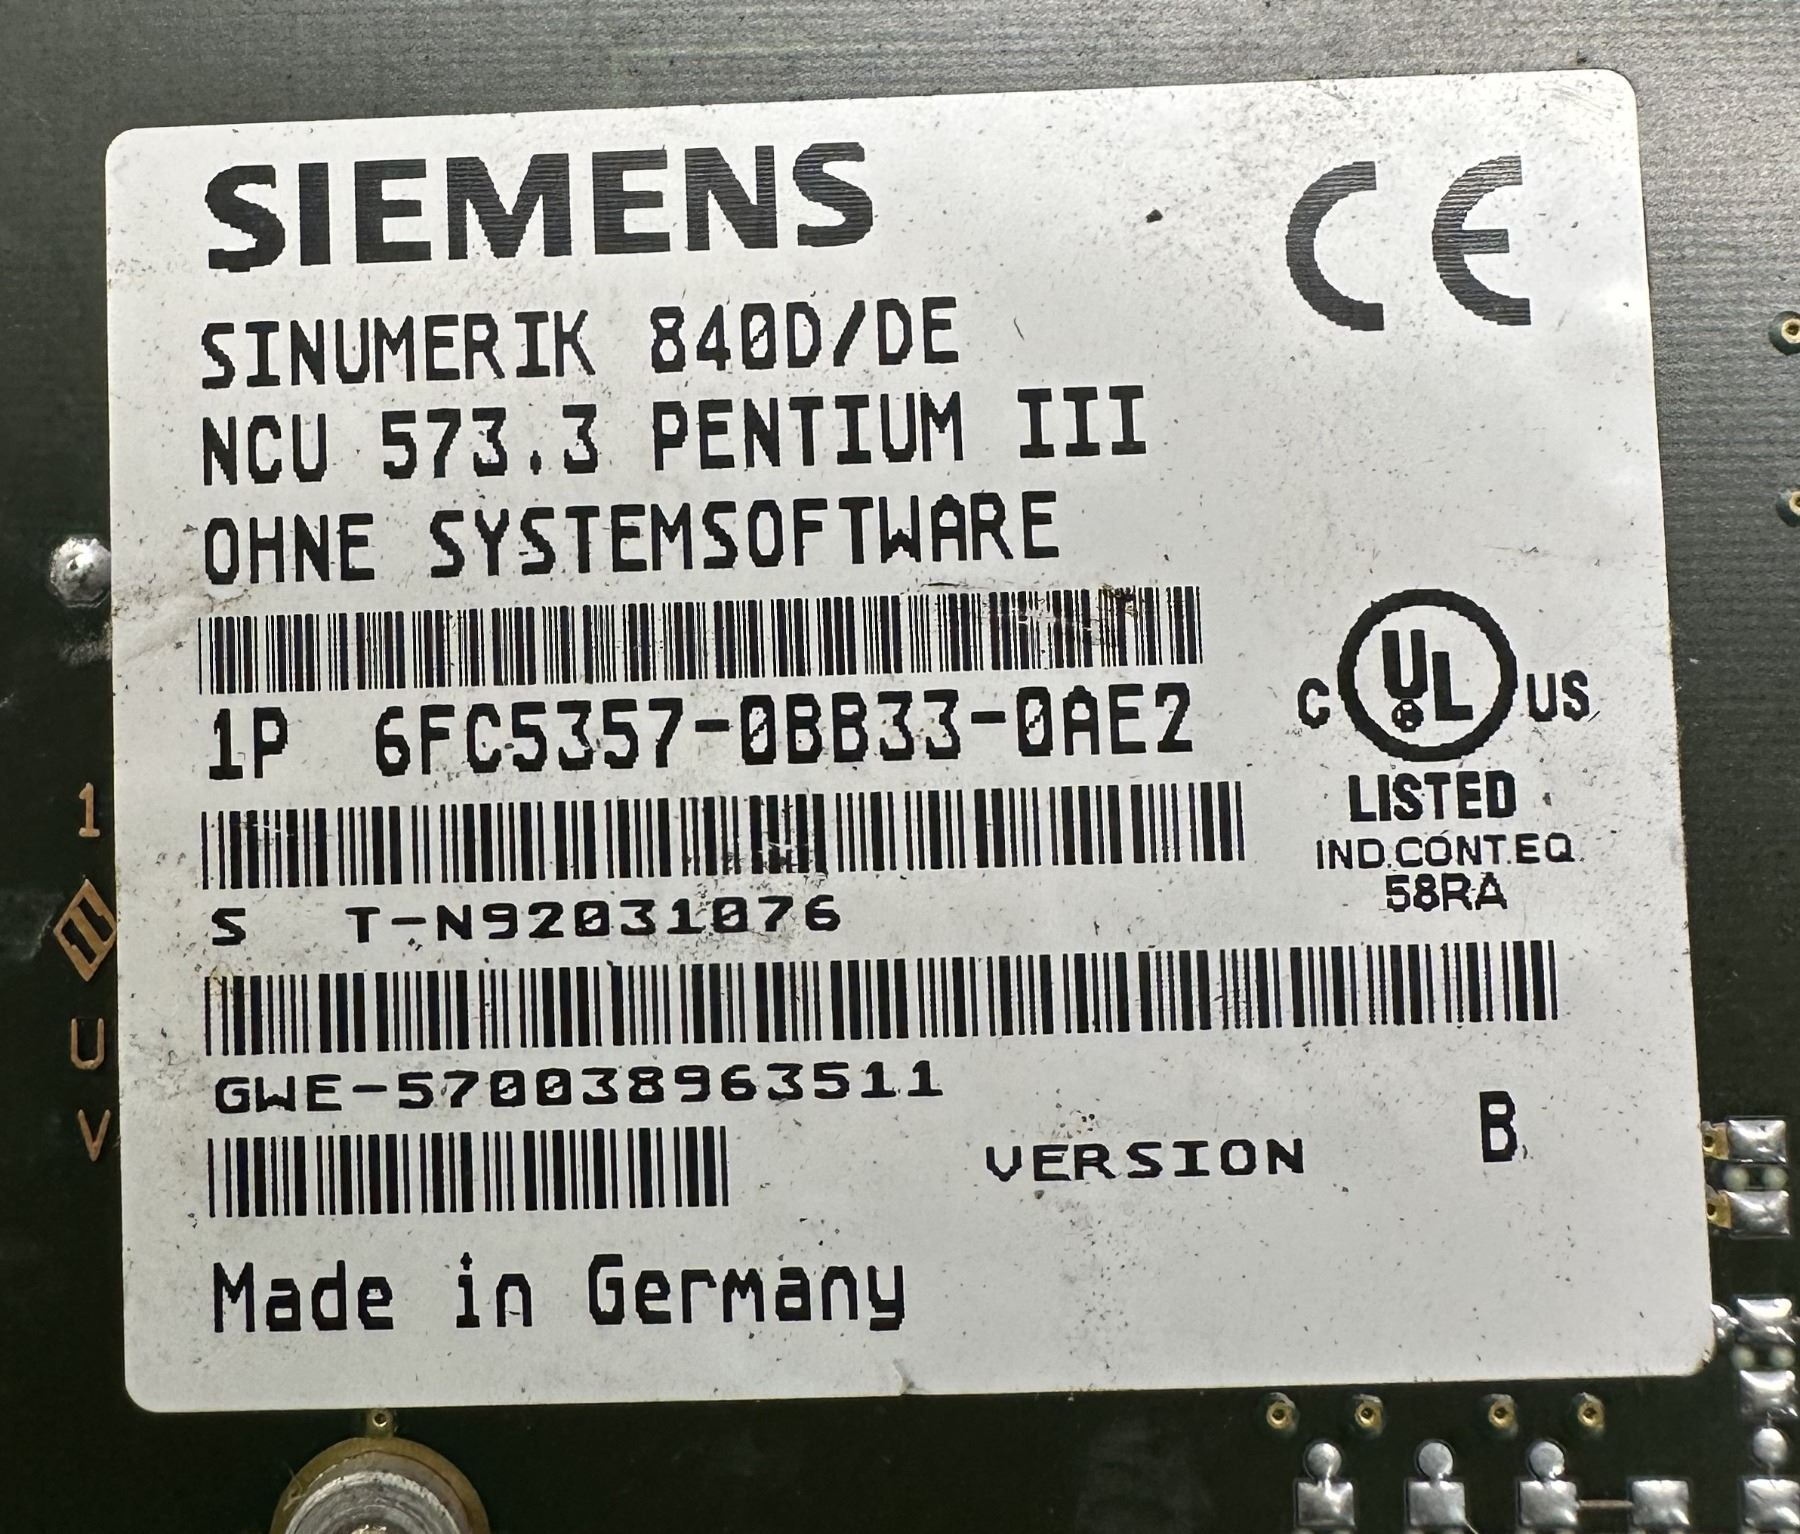 SIEMENS
CE
SINUMERIK 840D/DE
NCU 573.3 PENTIUM III
OHNE SYSTEMSOFTWARE
1P 6FC5357-0BB33-0AE2
C UL US
LISTED
IND.CONT.EQ.
58RA
S T-N92031076
GWE-570038963511
VERSION B
Made in Germany
1
U
V